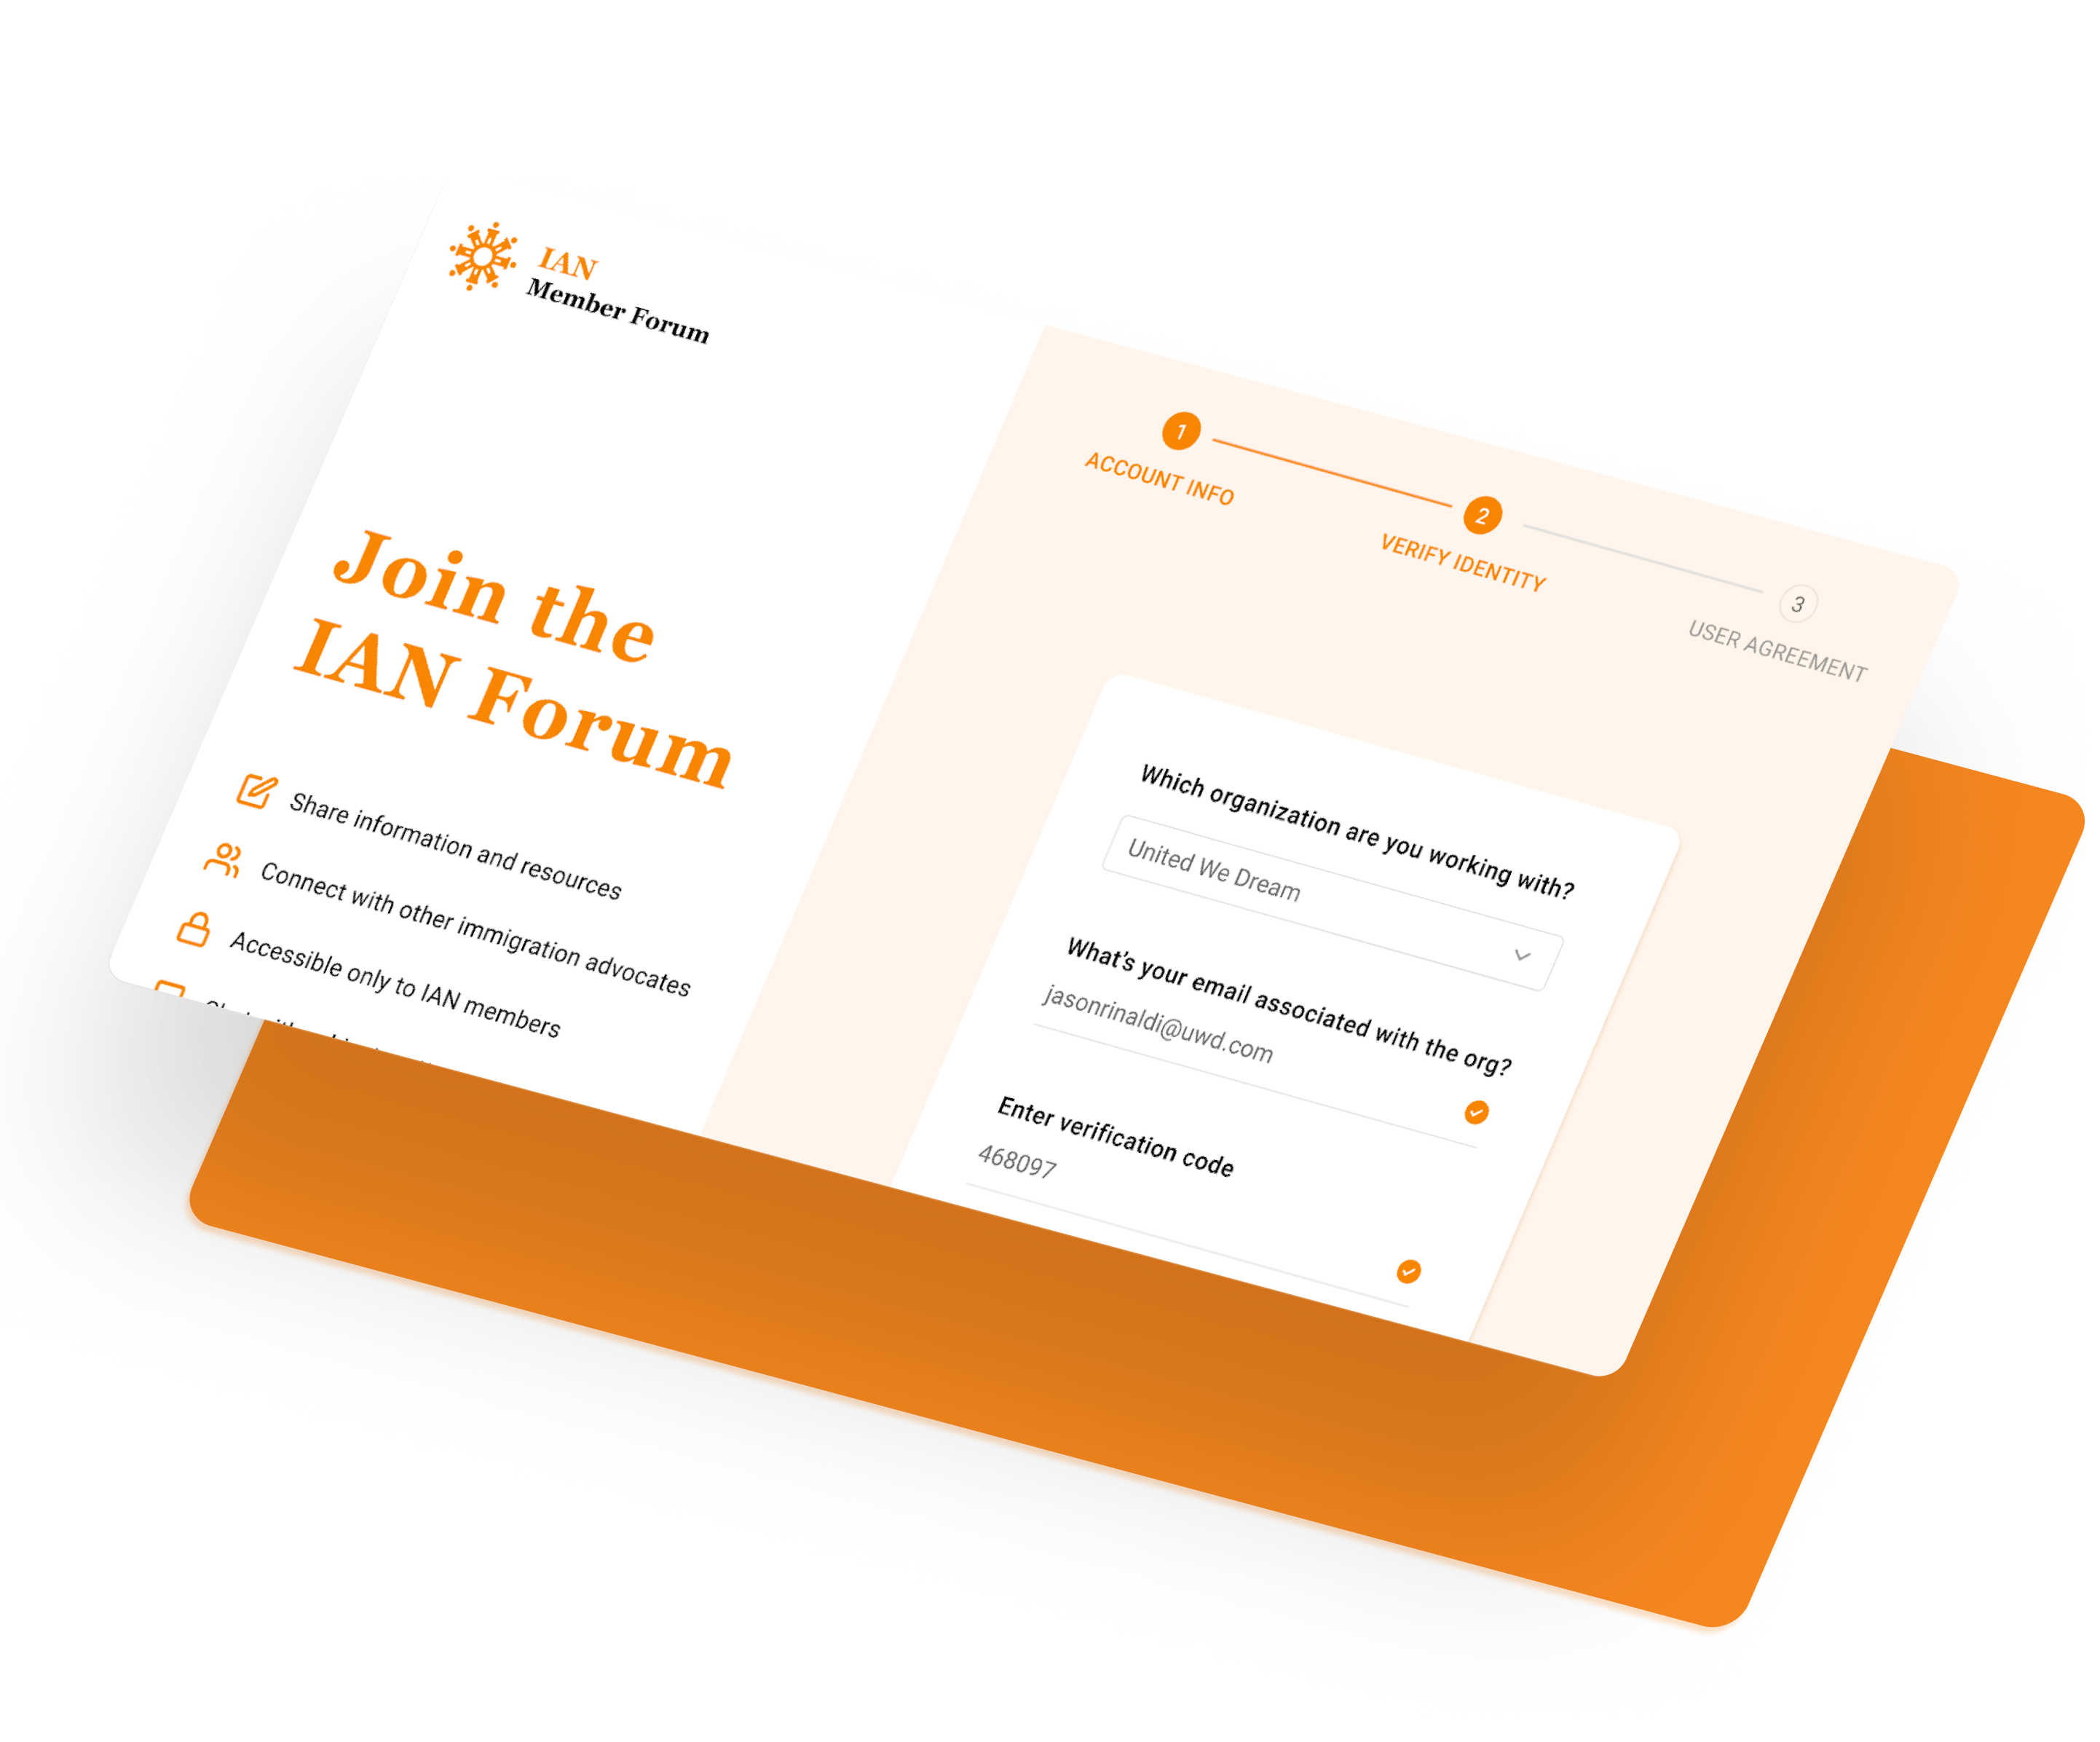 IAN
Member Forum
Join the
IAN Forum
Share information and resources
Connect with other immigration advocates
Accessible only to IAN members
1
ACCOUNT INFO
2
VERIFY IDENTITY
3
USER AGREEMENT
Which organization are you working with?
United We Dream
What's your email associated with the org?
jasonrinaldi@uwd.com
Enter verification code
468097